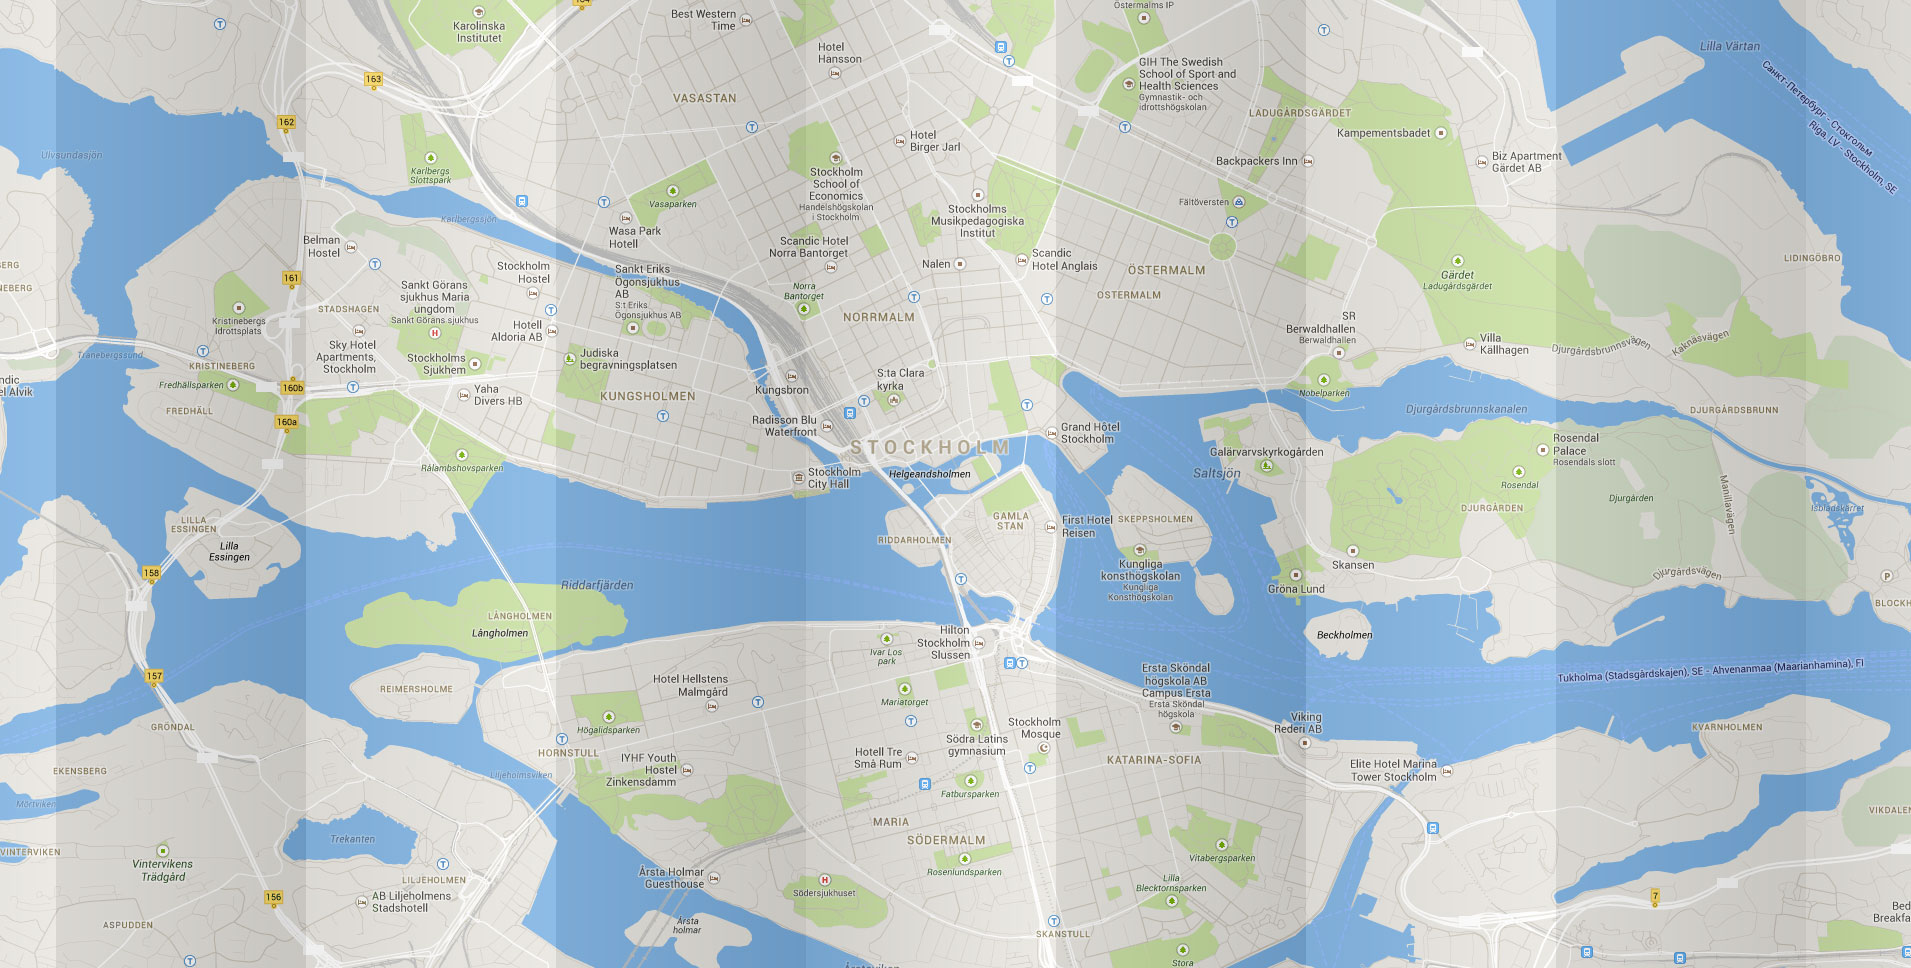 Karolinska
Institutet
Best Western
Time
Hotel
Hansson
Östermalms IP
GIH The Swedish
School of Sport and
Health Sciences
Gymnastik- och
idrottshögskolan
Lilla Värtan
Санкт-Петербург - Стокгольм
Riga, LV - Stockholm, SE
163
162
VASASTAN
LADUGÅRDSGÄRDET
Kampementsbadet
Ulvsundasjön
Karlbergs
Slottspark
Hotel
Birger Jarl
Backpackers Inn
Biz Apartment
Gärdet AB
Stockholm
School of
Economics
Handelshögskolan
i Stockholm
Vasaparken
Fältöversten
Karlbergssjön
Wasa Park
Hotell
Stockholms
Musikpedagogiska
Institut
Belman
Hostel
Scandic Hotel
Norra Bantorget
Nalen
Scandic
Hotel Anglais
ÖSTERMALM
LIDINGÖBRO
Stockholm
Hostel
Sankt Eriks
Ögonsjukhus
AB
S:t Eriks
Ögonsjukhus AB
161
Sankt Görans
sjukhus Maria
ungdom
Sankt Görans sjukhus
Norra
Bantorget
ÖSTERMALM
Gärdet
Ladugårdsgärdet
STADSHAGEN
Kristinebergs
Idrottsplats
NORRMALM
SR
Berwaldhallen
Berwaldhallen
Hotell
Aldoria AB
Villa
Källhagen
Djurgårdsbrunnsvägen
Kaknäsvägen
Tranebergssund
Sky Hotel
Apartments,
Stockholm
Stockholms
Sjukhem
Judiska
begravningsplatsen
KRISTINEBERG
S:ta Clara
kyrka
Fredhällsparken
160b
Yaha
Divers HB
KUNGSHOLMEN
Kungsbron
Nobelparken
FREDHÄLL
160a
Djurgårdsbrunnskanalen
DJURGÅRDSBRUNN
Radisson Blu
Waterfront
Grand Hôtel
Stockholm
STOCKHOLM
Galärvarvskyrkogården
Rosendal
Palace
Rosendals slott
Rålambshovsparken
Stockholm
City Hall
Helgeandsholmen
Saltsjön
Rosendal
Djurgården
Manillavägen
Isbladskärret
LILLA
ESSINGEN
GAMLA
STAN
First Hotel
Reisen
SKEPPSHOLMEN
DJURGÅRDEN
Lilla
Essingen
RIDDARHOLMEN
Kungliga
konsthögskolan
Kungliga
Konsthögskolan
Skansen
158
Riddarfjärden
Gröna Lund
Djurgårdsvägen
P
LÅNGHOLMEN
Långholmen
Hilton
Stockholm
Slussen
Ivar Los
park
Beckholmen
Tukholma (Stadsgårdskajen), SE - Ahvenanmaa (Maarianhamina), FI
157
REIMERSHOLME
Hotel Hellstens
Malmgård
Ersta Sköndal
högskola AB
Campus Ersta
Ersta Sköndal
högskola
Mariatorget
GRÖNDAL
Högalidsparken
Stockholm
Mosque
Viking
Rederi AB
KVARNHOLMEN
HORNSTULL
Hotell Tre
Små Rum
Södra Latins
gymnasium
KATARINA-SOFIA
EKENSBERG
IYHF Youth
Hostel
Zinkensdamm
Liljeholmsviken
Elite Hotel Marina
Tower Stockholm
Mörtviken
Fatbursparken
MARIA
SÖDERMALM
Trekanten
VINTERVIKEN
Vintervikens
Trädgård
Vitabergsparken
LILJEHOLMEN
Årsta Holmar
Guesthouse
Rosenlundsparken
Södersjukhuset
Lilla
Blecktornsparken
156
AB Liljeholmens
Stadshotell
7
ASPUDDEN
Årsta
holmar
SKANSTULL
Stora